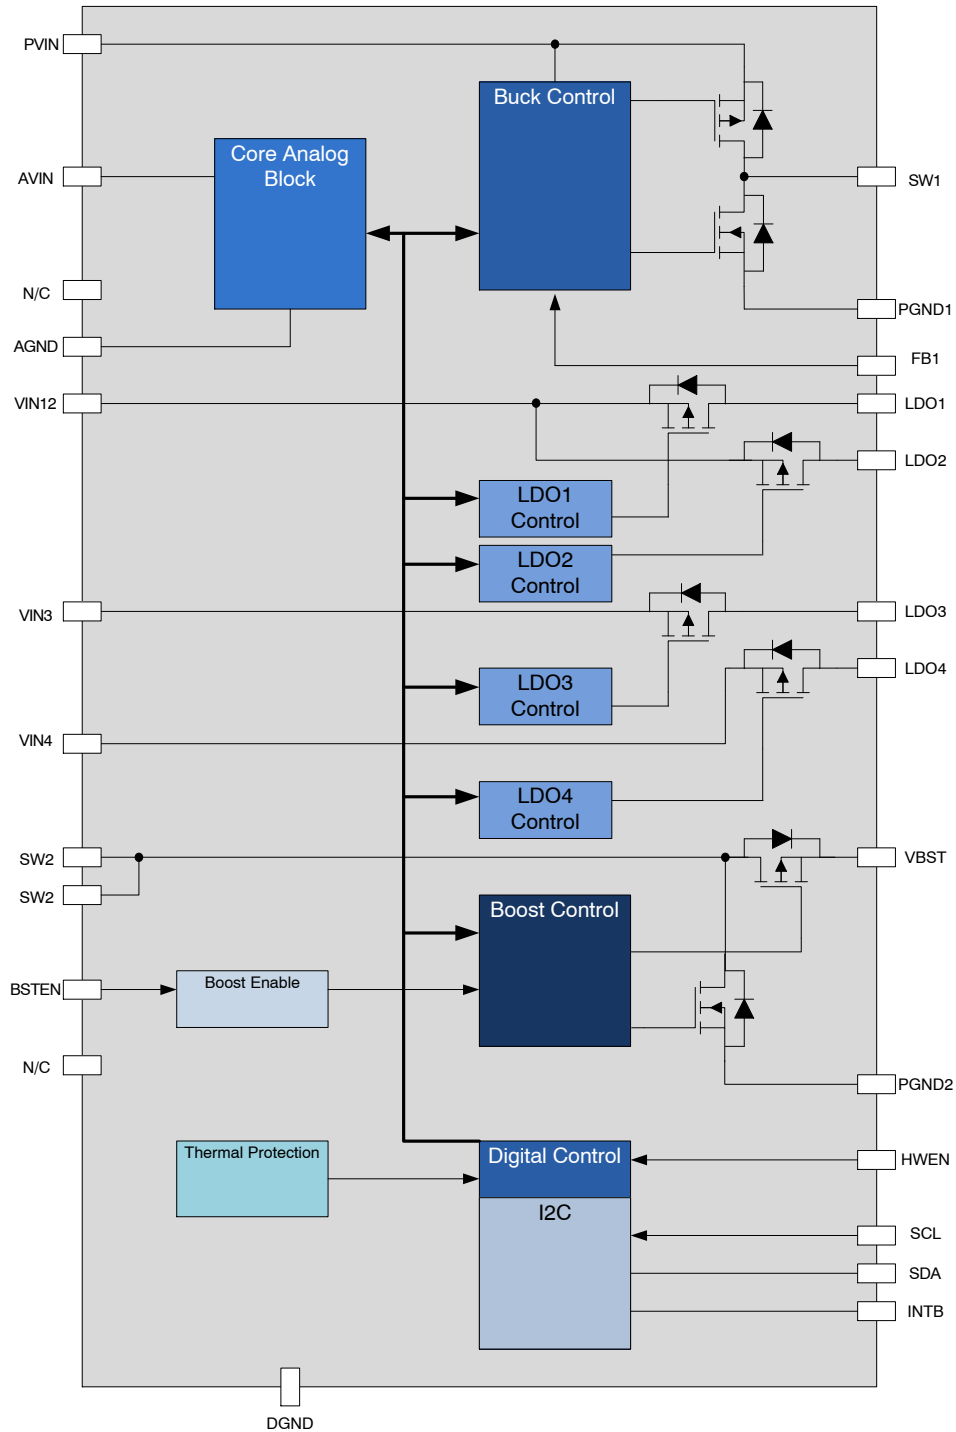 PVIN
Buck Control
Core Analog
Block
AVIN
SW1
N/C
PGND1
AGND
FB1
VIN12
LDO1
LDO2
LDO1
Control
LDO2
Control
VIN3
LDO3
LDO4
LDO3
Control
VIN4
LDO4
Control
SW2
VBST
SW2
Boost Control
BSTEN
Boost Enable
N/C
PGND2
Thermal Protection
Digital Control
HWEN
I2C
SCL
SDA
INTB
DGND